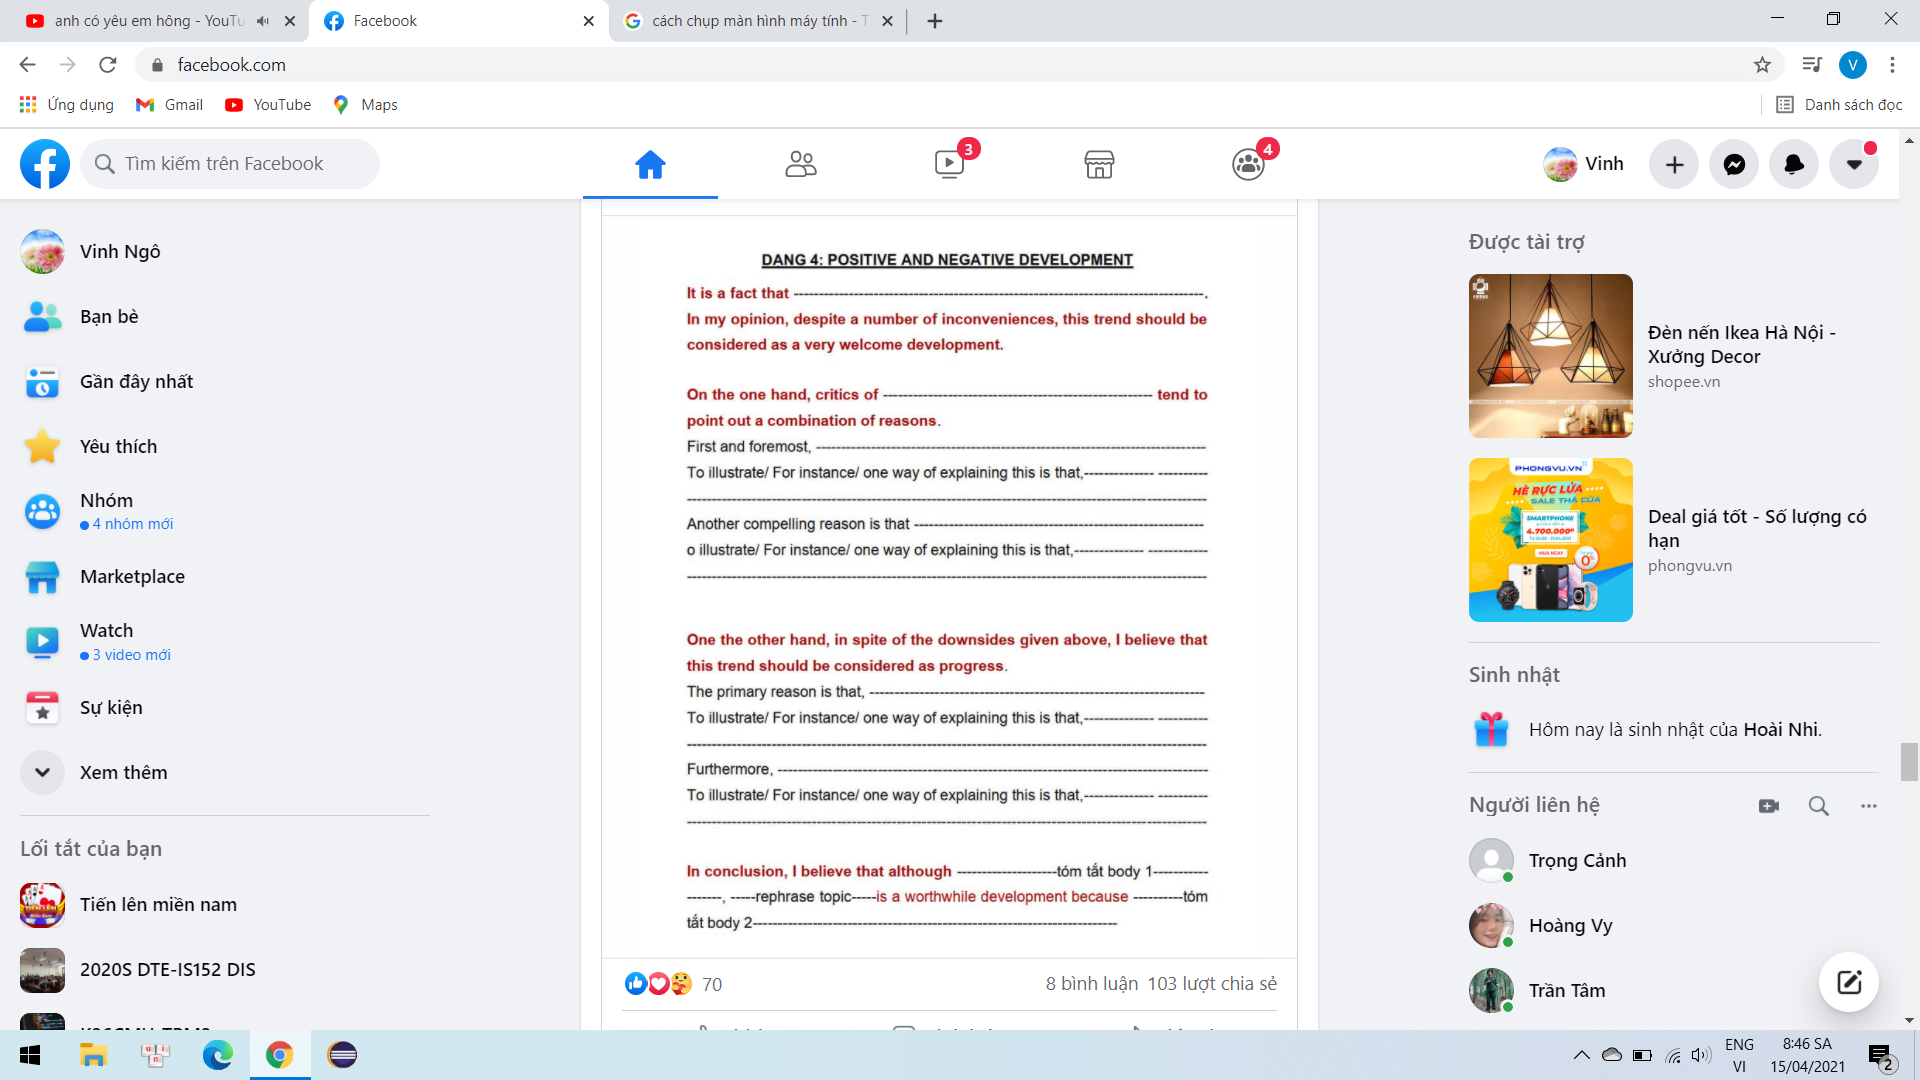 anh có yêu em hông - YouTu
Facebook
cách chụp màn hình máy tính - T
facebook.com
V
Ứng dụng
Gmail
YouTube
Maps
Danh sách đọc
Tìm kiếm trên Facebook
3
4
Vinh
Vinh Ngô
Bạn bè
Gần đây nhất
Yêu thích
Nhóm
4 nhóm mới
Marketplace
Watch
3 video mới
Sự kiện
Xem thêm
Lối tắt của bạn
Tiến lên miền nam
2020S DTE-IS152 DIS
DẠNG 4: POSITIVE AND NEGATIVE DEVELOPMENT
It is a fact that ----------------------------------------------------------------------------------.
In my opinion, despite a number of inconveniences, this trend should be
considered as a very welcome development.
On the one hand, critics of ------------------------------------------------------ tend to
point out a combination of reasons.
First and foremost, ------------------------------------------------------------------------------
To illustrate/ For instance/ one way of explaining this is that,-------------- ----------
--------------------------------------------------------------------------------------------------------
Another compelling reason is that ----------------------------------------------------------
o illustrate/ For instance/ one way of explaining this is that,-------------- ------------
--------------------------------------------------------------------------------------------------------
One the other hand, in spite of the downsides given above, I believe that
this trend should be considered as progress.
The primary reason is that, -------------------------------------------------------------------
To illustrate/ For instance/ one way of explaining this is that,-------------- ----------
--------------------------------------------------------------------------------------------------------
Furthermore, --------------------------------------------------------------------------------------
To illustrate/ For instance/ one way of explaining this is that,-------------- ----------
--------------------------------------------------------------------------------------------------------
In conclusion, I believe that although --------------------tóm tắt body 1-----------
-------, -----rephrase topic-----is a worthwhile development because ----------tóm
tắt body 2-------------------------------------------------------------------------
70
8 bình luận 103 lượt chia sẻ
Được tài trợ
Đèn nến Ikea Hà Nội -
Xưởng Decor
shopee.vn
PHONGVU.VN
HÈ RỰC LỬA
SALE THẢ CỬA
SMARTPHONE
4.700.000Đ
MUA NGAY
0%
Deal giá tốt - Số lượng có
hạn
phongvu.vn
Sinh nhật
Hôm nay là sinh nhật của Hoài Nhi.
Người liên hệ
Trọng Cảnh
Hoàng Vy
Trần Tâm
ENG
VI
8:46 SA
15/04/2021
2